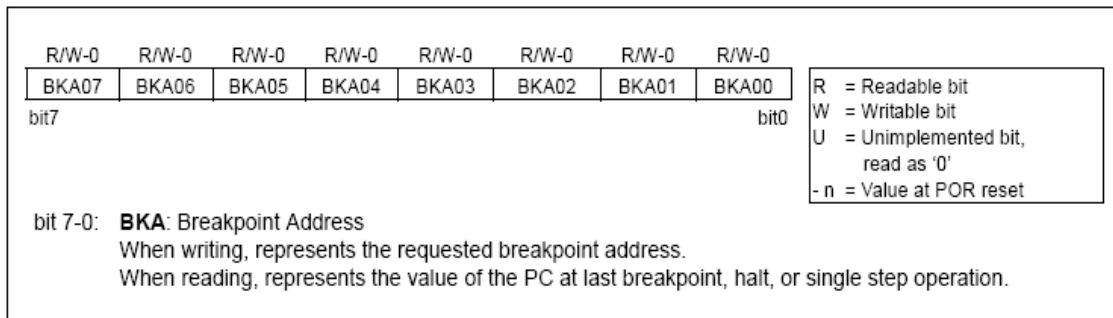 R/W-0 R/W-0 R/W-0 R/W-0 R/W-0 R/W-0 R/W-0 R/W-0
BKA07 BKA06 BKA05 BKA04 BKA03 BKA02 BKA01 BKA00
bit7 bit0
R = Readable bit
W = Writable bit
U = Unimplemented bit,
read as ‘0’
- n = Value at POR reset
bit 7-0: BKA: Breakpoint Address
When writing, represents the requested breakpoint address.
When reading, represents the value of the PC at last breakpoint, halt, or single step operation.